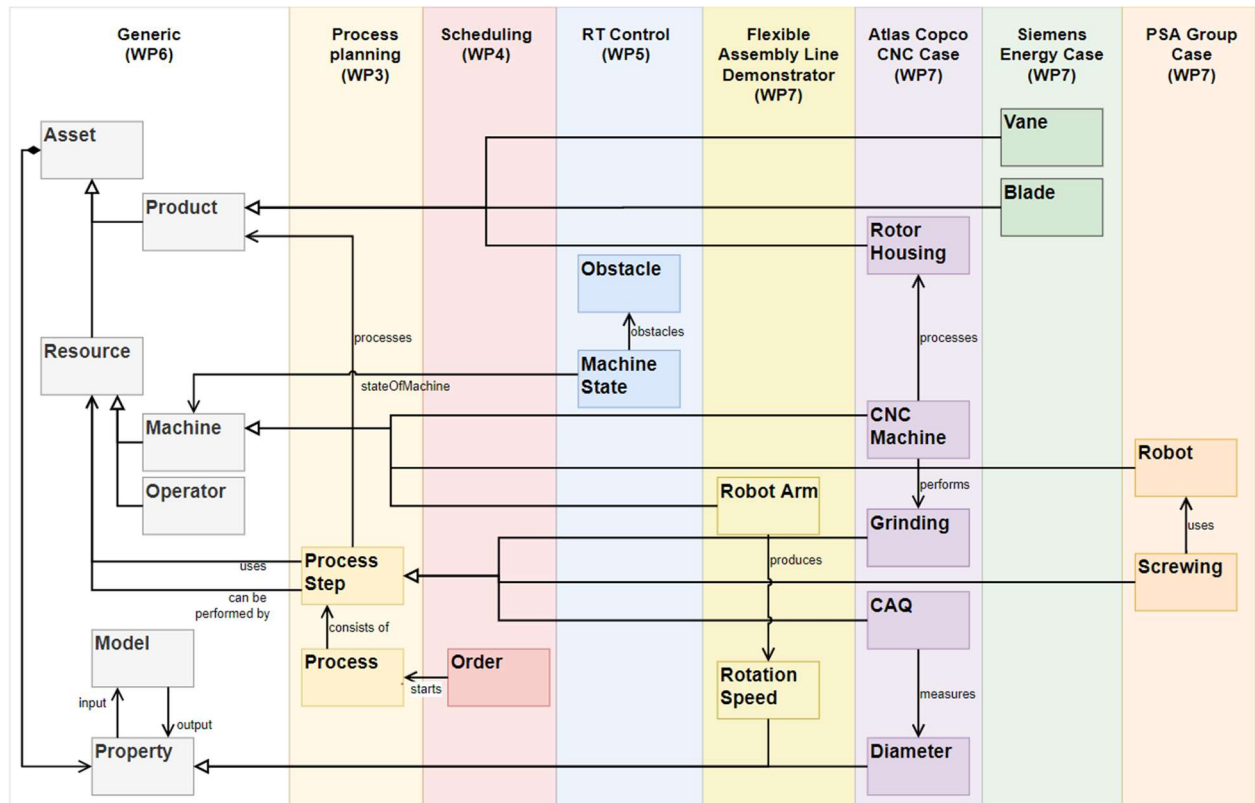 Generic
(WP6)
Process
planning
(WP3)
Scheduling
(WP4)
RT Control
(WP5)
Flexible
Assembly Line
Demonstrator
(WP7)
Atlas Copco
CNC Case
(WP7)
Siemens
Energy Case
(WP7)
PSA Group
Case
(WP7)
Asset
Vane
Product
Blade
Rotor
Housing
Obstacle
processes
obstacles
processes
Resource
Machine
State
stateOfMachine
Machine
CNC
Machine
Robot
Operator
Robot Arm
performs
Grinding
uses
uses
Process
Step
produces
Screwing
can be
performed by
CAQ
consists of
Model
Process
Order
starts
Rotation
Speed
measures
input
output
Property
Diameter